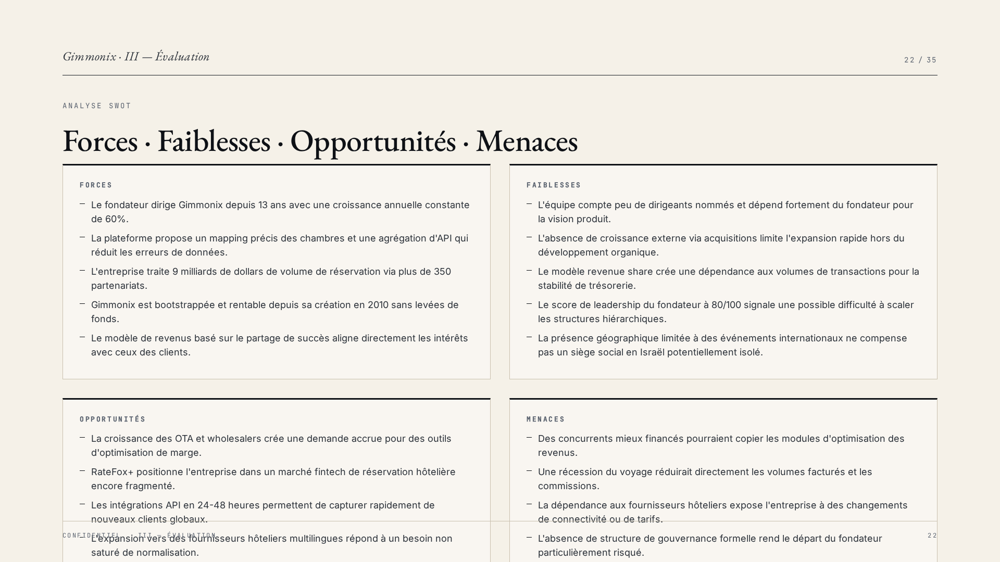 Gimmonix · III — Évaluation
22 / 35
ANALYSE SWOT
Forces · Faiblesses · Opportunités · Menaces
FORCES
– Le fondateur dirige Gimmonix depuis 13 ans avec une croissance annuelle constante
de 60%.
– La plateforme propose un mapping précis des chambres et une agrégation d'API qui
réduit les erreurs de données.
– L'entreprise traite 9 milliards de dollars de volume de réservation via plus de 350
partenariats.
– Gimmonix est bootstrappée et rentable depuis sa création en 2010 sans levées de
fonds.
– Le modèle de revenus basé sur le partage de succès aligne directement les intérêts
avec ceux des clients.
FAIBLESSES
– L'équipe compte peu de dirigeants nommés et dépend fortement du fondateur pour
la vision produit.
– L'absence de croissance externe via acquisitions limite l'expansion rapide hors du
développement organique.
– Le modèle revenue share crée une dépendance aux volumes de transactions pour la
stabilité de trésorerie.
– Le score de leadership du fondateur à 80/100 signale une possible difficulté à scaler
les structures hiérarchiques.
– La présence géographique limitée à des événements internationaux ne compense
pas un siège social en Israël potentiellement isolé.
OPPORTUNITÉS
– La croissance des OTA et wholesalers crée une demande accrue pour des outils
d'optimisation de marge.
– RateFox+ positionne l'entreprise dans un marché fintech de réservation hôtelière
encore fragmenté.
– Les intégrations API en 24-48 heures permettent de capturer rapidement de
nouveaux clients globaux.
– L'expansion vers des fournisseurs hôteliers multilingues répond à un besoin non
saturé de normalisation.
MENACES
– Des concurrents mieux financés pourraient copier les modules d'optimisation des
revenus.
– Une récession du voyage réduirait directement les volumes facturés et les
commissions.
– La dépendance aux fournisseurs hôteliers expose l'entreprise à des changements
de connectivité ou de tarifs.
– L'absence de structure de gouvernance formelle rend le départ du fondateur
particulièrement risqué.
CONFIDENTIEL · III — ÉVALUATION
22